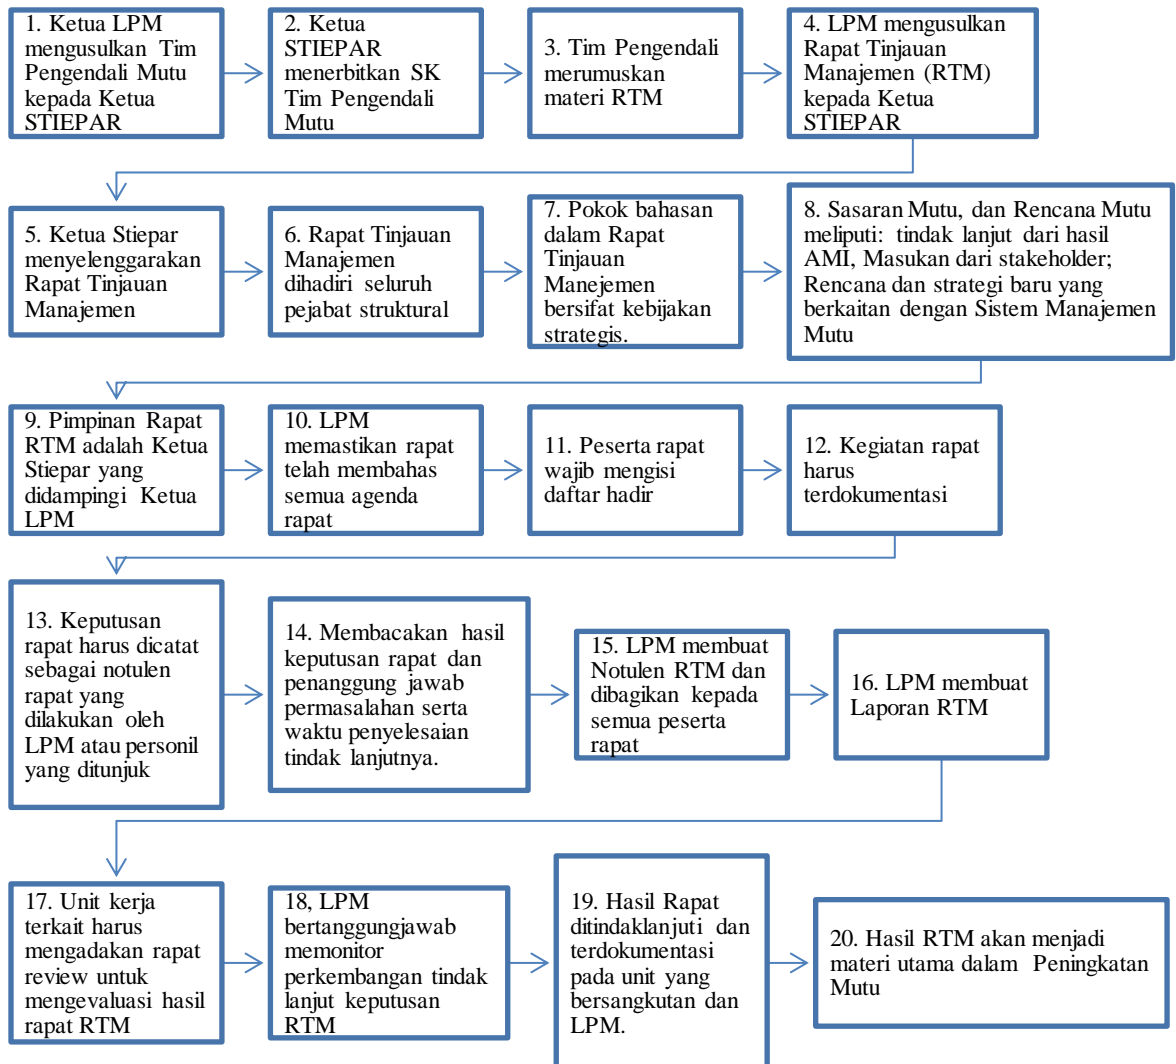 1. Ketua LPM
mengusulkan Tim
Pengendali Mutu
kepada Ketua
STIEPAR
2. Ketua
STIEPAR
menerbitkan SK
Tim Pengendali
Mutu
3. Tim Pengendali
merumuskan
materi RTM
4. LPM mengusulkan
Rapat Tinjauan
Manajemen (RTM)
kepada Ketua
STIEPAR
5. Ketua Stiepar
menyelenggarakan
Rapat Tinjauan
Manajemen
6. Rapat Tinjauan
Manajemen
dihadiri seluruh
pejabat struktural
7. Pokok bahasan
dalam Rapat
Tinjauan
Manejemen
bersifat kebijakan
strategis.
8. Sasaran Mutu, dan Rencana Mutu
meliputi: tindak lanjut dari hasil
AMI, Masukan dari stakeholder;
Rencana dan strategi baru yang
berkaitan dengan Sistem Manajemen
Mutu
9. Pimpinan Rapat
RTM adalah Ketua
Stiepar yang
didampingi Ketua
LPM
10. LPM
memastikan rapat
telah membahas
semua agenda
rapat
11. Peserta rapat
wajib mengisi
daftar hadir
12. Kegiatan rapat
harus
terdokumentasi
13. Keputusan
rapat harus dicatat
sebagai notulen
rapat yang
dilakukan oleh
LPM atau personil
yang ditunjuk
14. Membacakan hasil
keputusan rapat dan
penanggung jawab
permasalahan serta
waktu penyelesaian
tindak lanjutnya.
15. LPM membuat
Notulen RTM dan
dibagikan kepada
semua peserta
rapat
16. LPM membuat
Laporan RTM
17. Unit kerja
terkait harus
mengadakan rapat
review untuk
mengevaluasi hasil
rapat RTM
18, LPM
bertanggungjawab
memonitor
perkembangan tindak
lanjut keputusan
RTM
19. Hasil Rapat
ditindaklanjuti dan
terdokumentasi
pada unit yang
bersangkutan dan
LPM.
20. Hasil RTM akan menjadi
materi utama dalam Peningkatan
Mutu